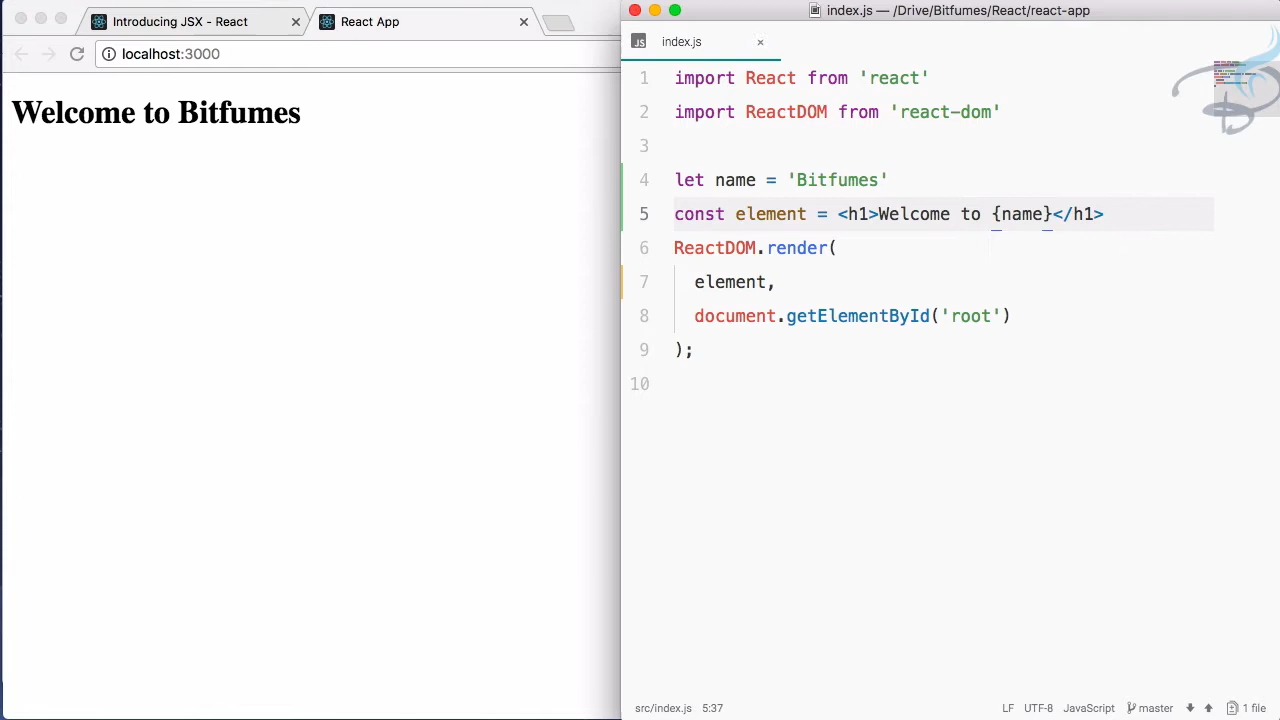 Introducing JSX - React
React App
localhost:3000
Welcome to Bitfumes
index.js — /Drive/Bitfumes/React/react-app
JS index.js
1 import React from 'react'
2 import ReactDOM from 'react-dom'
3
4 let name = 'Bitfumes'
5 const element = <h1>Welcome to {name}</h1>
6 ReactDOM.render(
7 element,
8 document.getElementById('root')
9 );
10
src/index.js 5:37 LF UTF-8 JavaScript master 1 file